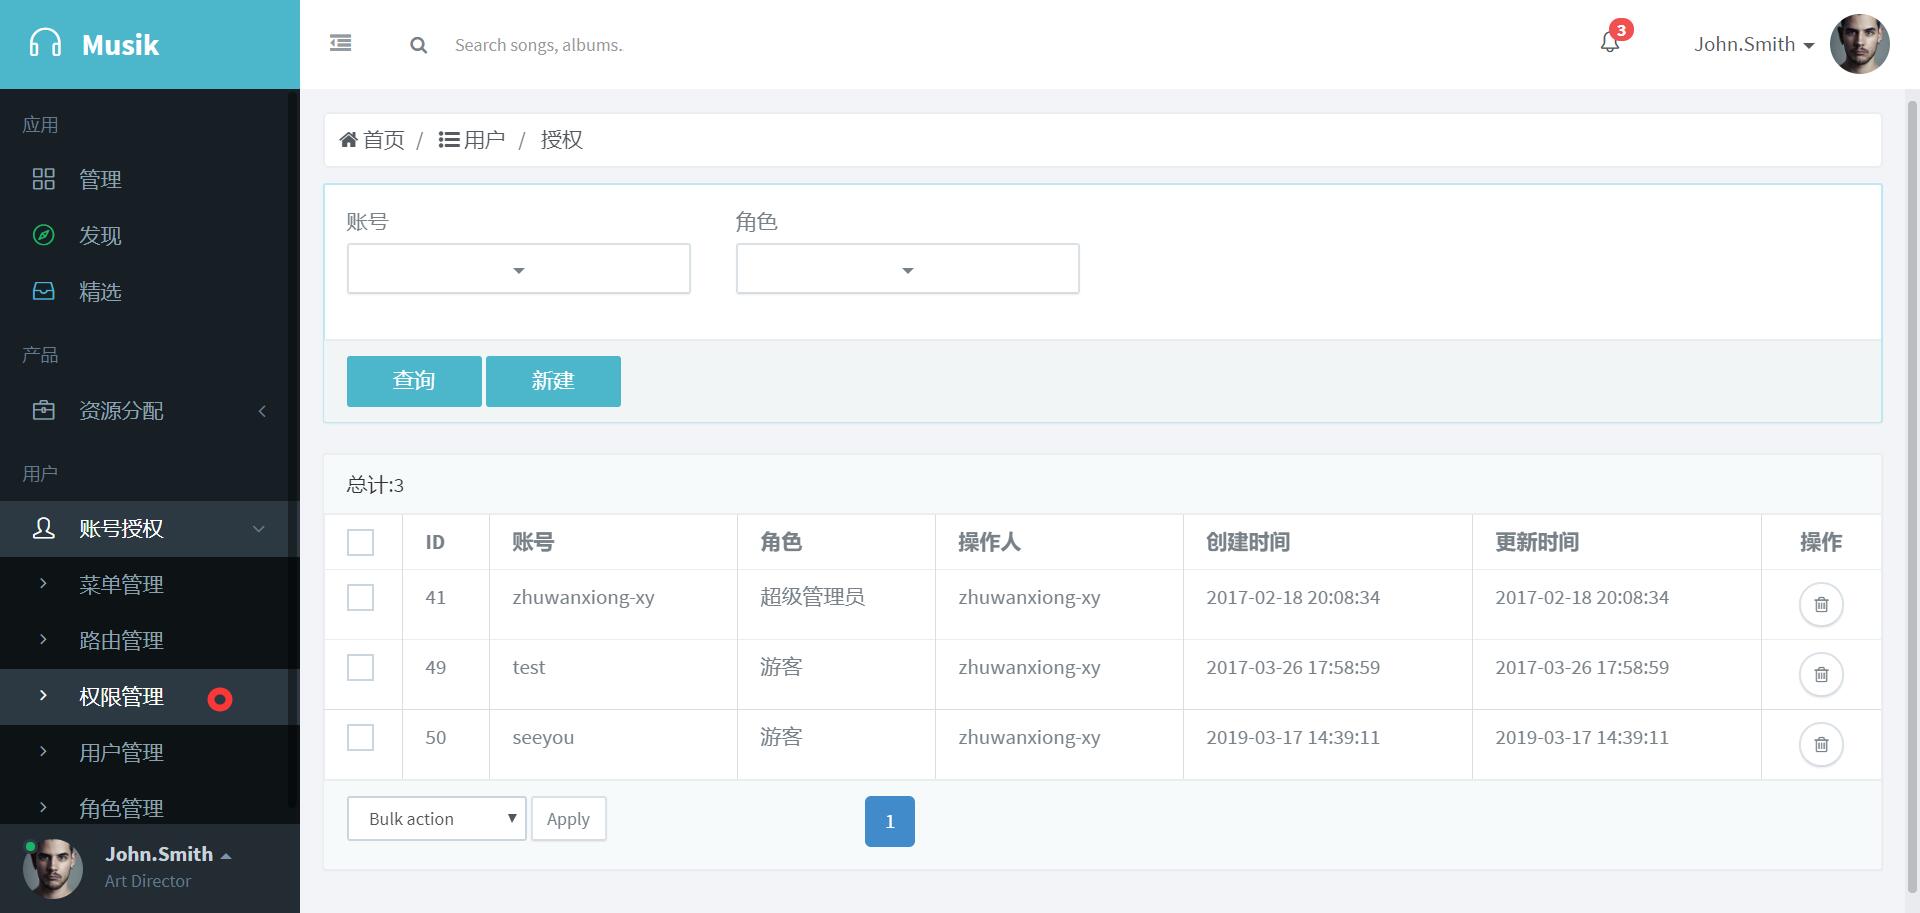 Musik
Search songs, albums.
3
John.Smith
应用
管理
发现
精选
产品
资源分配
用户
账号授权
菜单管理
路由管理
权限管理
用户管理
角色管理
John.Smith
Art Director
首页 / 用户 / 授权
账号 角色
查询 新建
总计:3
ID 账号 角色 操作人 创建时间 更新时间 操作
41 zhuwanxiong-xy 超级管理员 zhuwanxiong-xy 2017-02-18 20:08:34 2017-02-18 20:08:34
49 test 游客 zhuwanxiong-xy 2017-03-26 17:58:59 2017-03-26 17:58:59
50 seeyou 游客 zhuwanxiong-xy 2019-03-17 14:39:11 2019-03-17 14:39:11
Bulk action Apply 1